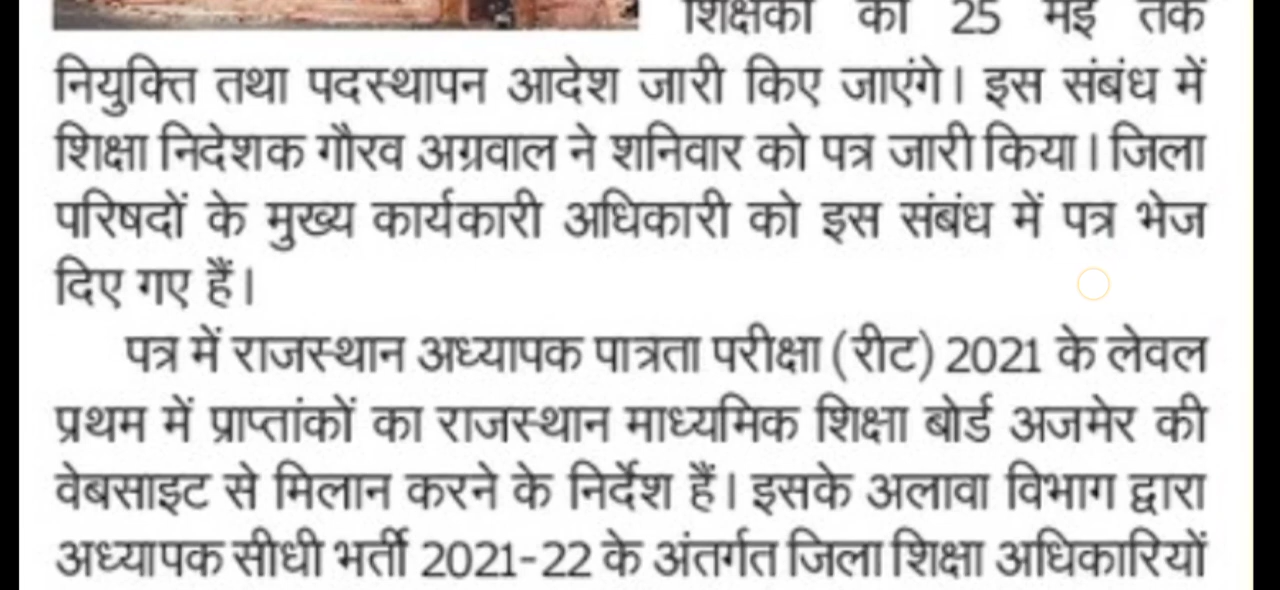 शिक्षकों को 25 मई तक
नियुक्ति तथा पदस्थापन आदेश जारी किए जाएंगे। इस संबंध में
शिक्षा निदेशक गौरव अग्रवाल ने शनिवार को पत्र जारी किया। जिला
परिषदों के मुख्य कार्यकारी अधिकारी को इस संबंध में पत्र भेज
दिए गए हैं।
पत्र में राजस्थान अध्यापक पात्रता परीक्षा (रीट) 2021 के लेवल
प्रथम में प्राप्तांकों का राजस्थान माध्यमिक शिक्षा बोर्ड अजमेर की
वेबसाइट से मिलान करने के निर्देश हैं। इसके अलावा विभाग द्वारा
अध्यापक सीधी भर्ती 2021-22 के अंतर्गत जिला शिक्षा अधिकारियों